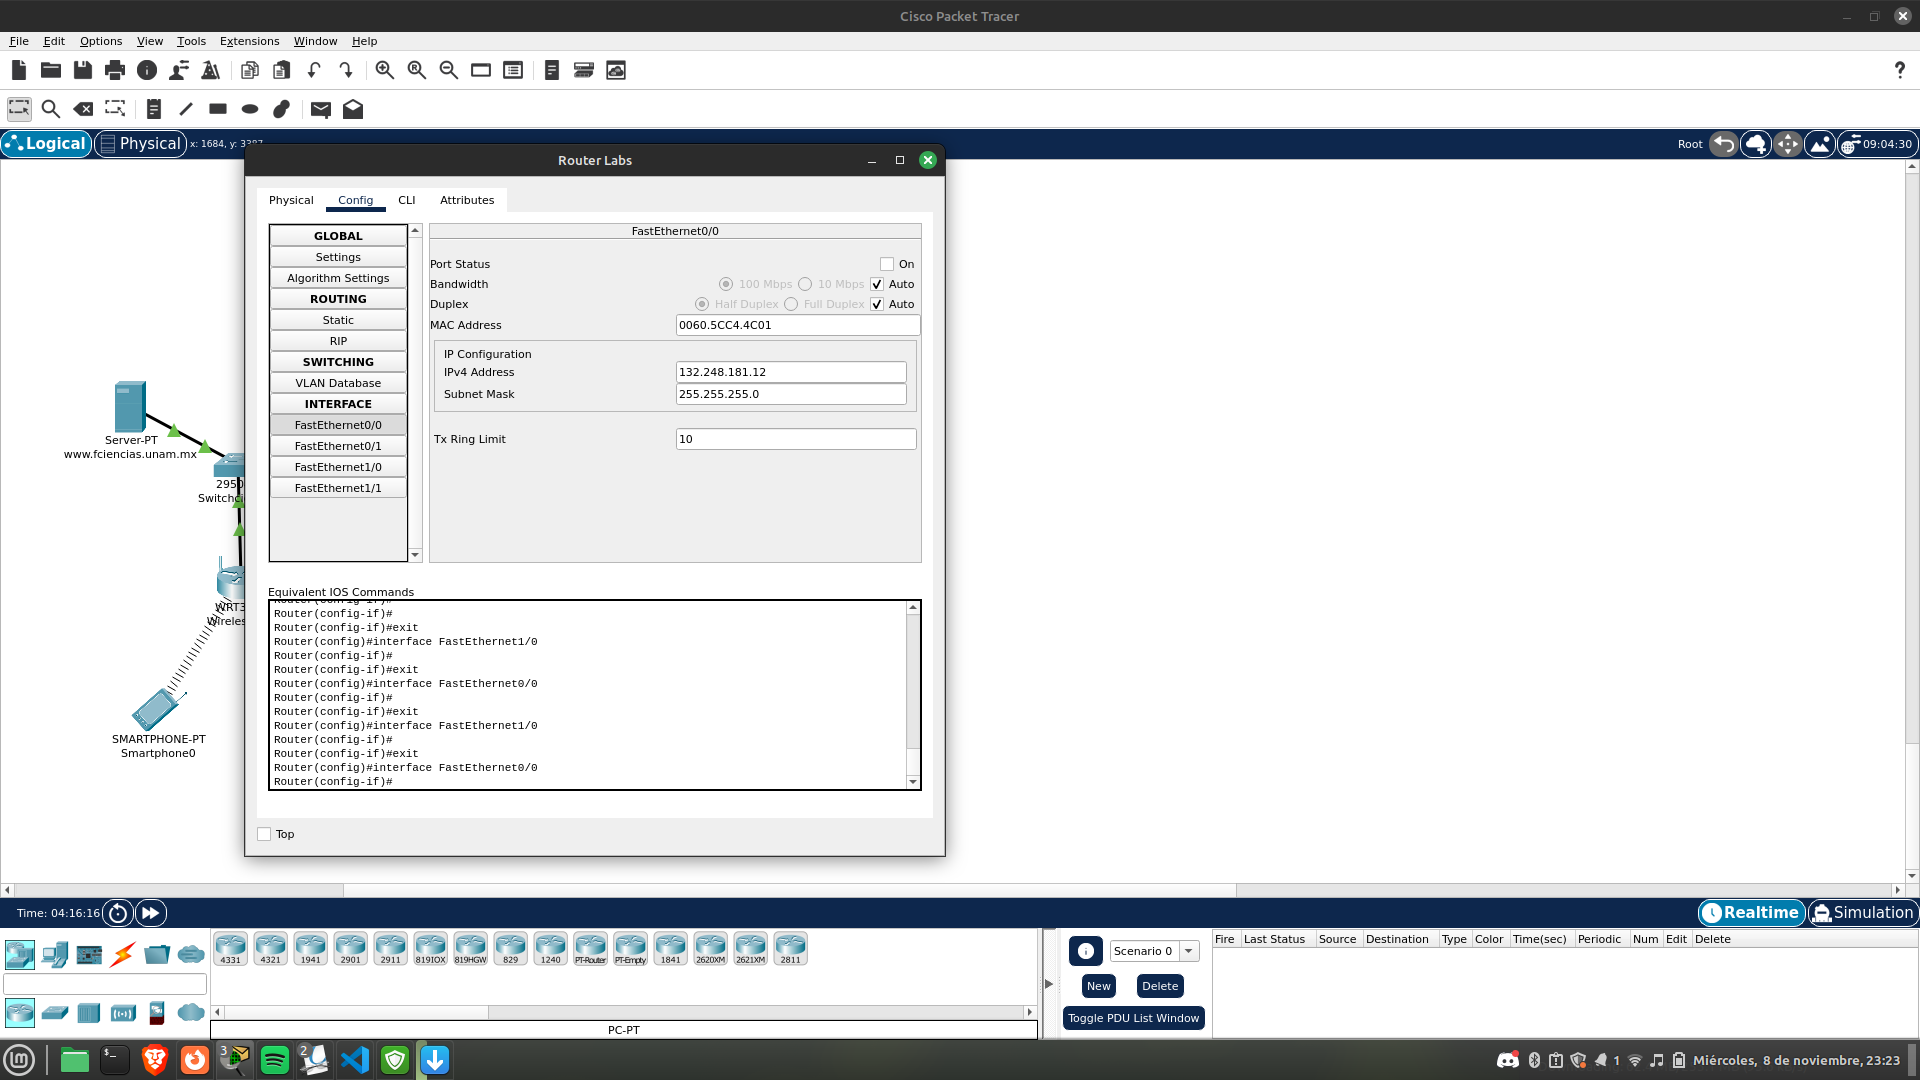 Cisco Packet Tracer
File Edit Options View Tools Extensions Window Help
Logical Physical x: 1684, y: 3387
Root 09:04:30
Router Labs
Physical Config CLI Attributes
GLOBAL
Settings
Algorithm Settings
ROUTING
Static
RIP
SWITCHING
VLAN Database
INTERFACE
FastEthernet0/0
FastEthernet0/1
FastEthernet1/0
FastEthernet1/1
FastEthernet0/0
Port Status On
Bandwidth 100 Mbps 10 Mbps Auto
Duplex Half Duplex Full Duplex Auto
MAC Address 0060.5CC4.4C01
IP Configuration
IPv4 Address 132.248.181.12
Subnet Mask 255.255.255.0
Tx Ring Limit 10
Equivalent IOS Commands
Router(config-if)#
Router(config-if)#
Router(config-if)#exit
Router(config)#interface FastEthernet1/0
Router(config-if)#
Router(config-if)#exit
Router(config)#interface FastEthernet0/0
Router(config-if)#
Router(config-if)#exit
Router(config)#interface FastEthernet1/0
Router(config-if)#
Router(config-if)#exit
Router(config)#interface FastEthernet0/0
Router(config-if)#
Top
Server-PT
www.fciencias.unam.mx
2950
Switch
WRT3
Wireles
SMARTPHONE-PT
Smartphone0
Time: 04:16:16
Realtime Simulation
4331 4321 1941 2901 2911 819IOX 819HGW 829 1240 PT-Router PT-Empty 1841 2620XM 2621XM 2811
PC-PT
Scenario 0
New Delete
Toggle PDU List Window
Fire Last Status Source Destination Type Color Time(sec) Periodic Num Edit Delete
3 2 1 Miércoles, 8 de noviembre, 23:23